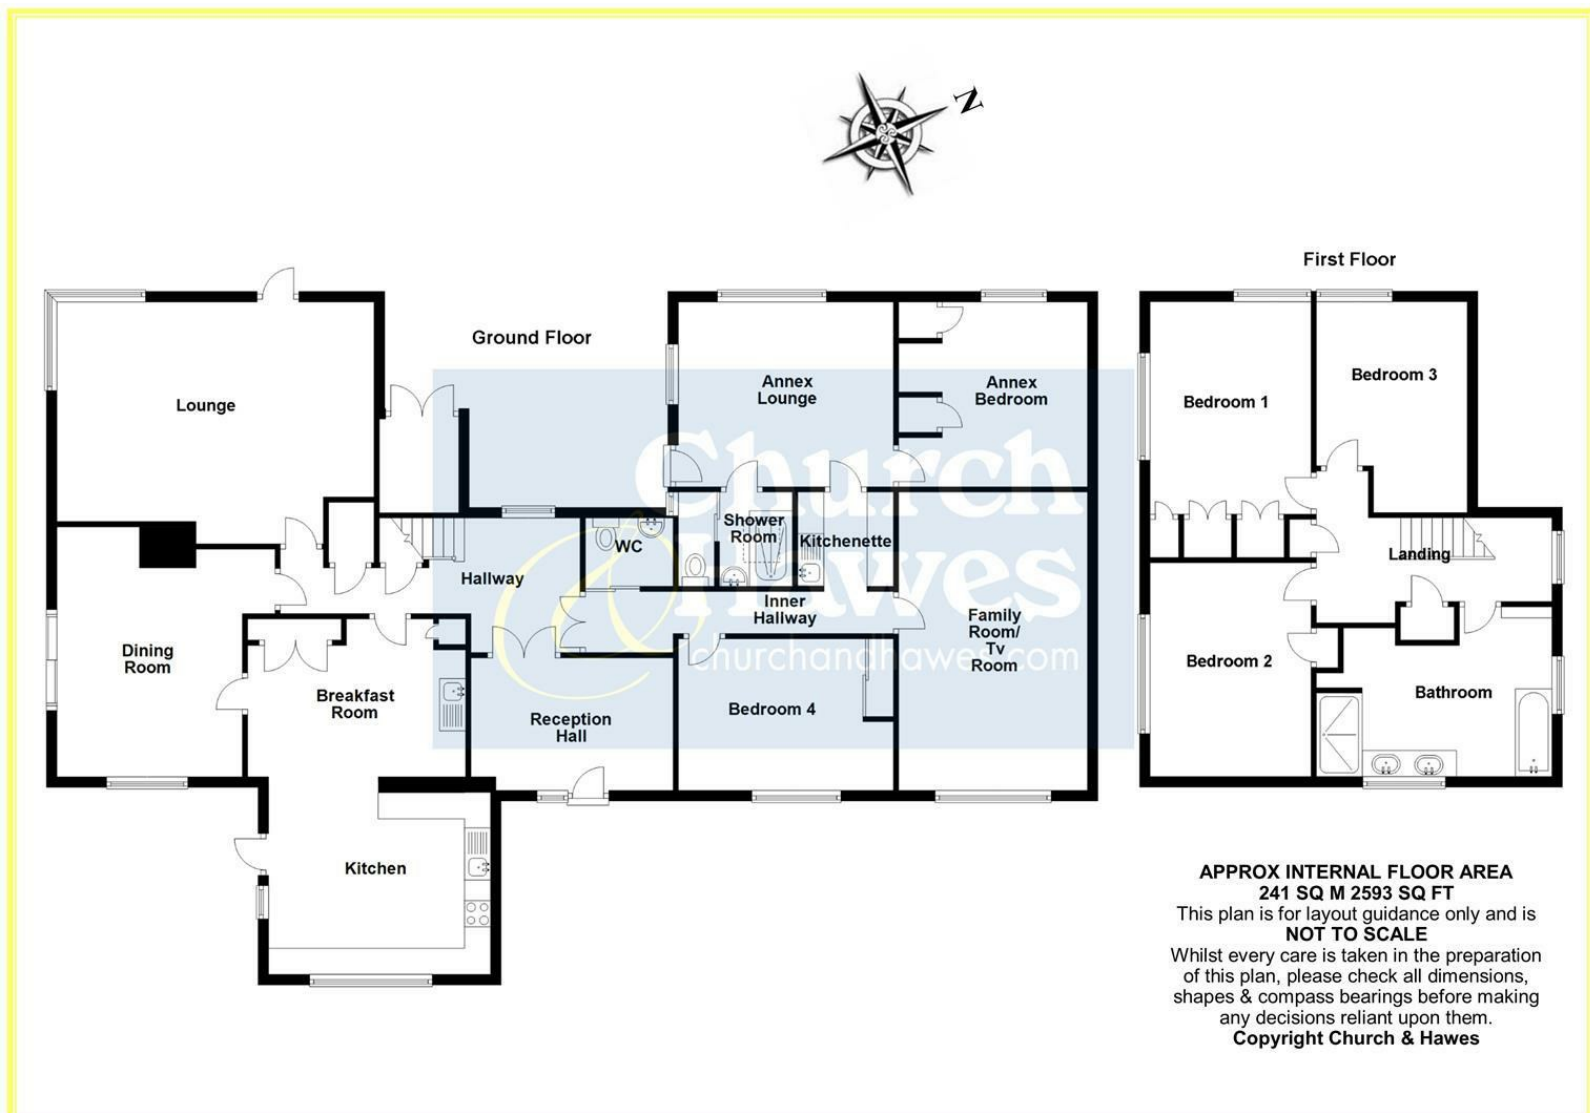 N
First Floor
Ground Floor
Lounge
Annex
Lounge
Annex
Bedroom
Bedroom 1
Bedroom 3
Church
& Hawes
churchandhawes.com
Shower
Room
WC
Kitchenette
Hallway
Inner
Hallway
Landing
Dining
Room
Breakfast
Room
Reception
Hall
Bedroom 4
Family
Room/
Tv
Room
Bedroom 2
Bathroom
Kitchen
APPROX INTERNAL FLOOR AREA
241 SQ M 2593 SQ FT
This plan is for layout guidance only and is
NOT TO SCALE
Whilst every care is taken in the preparation
of this plan, please check all dimensions,
shapes & compass bearings before making
any decisions reliant upon them.
Copyright Church & Hawes